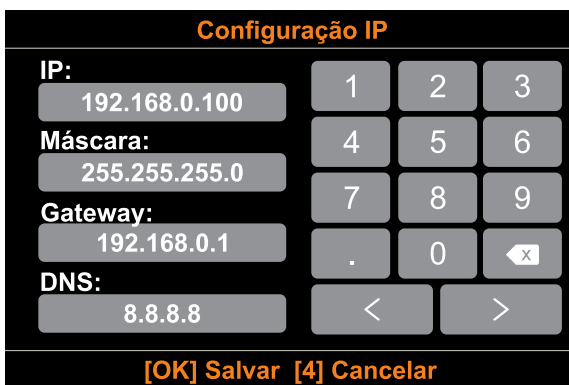 Configuração IP
IP:
192.168.0.100
Máscara:
255.255.255.0
Gateway:
192.168.0.1
DNS:
8.8.8.8
1 2 3
4 5 6
7 8 9
. 0 x
< >
[OK] Salvar [4] Cancelar